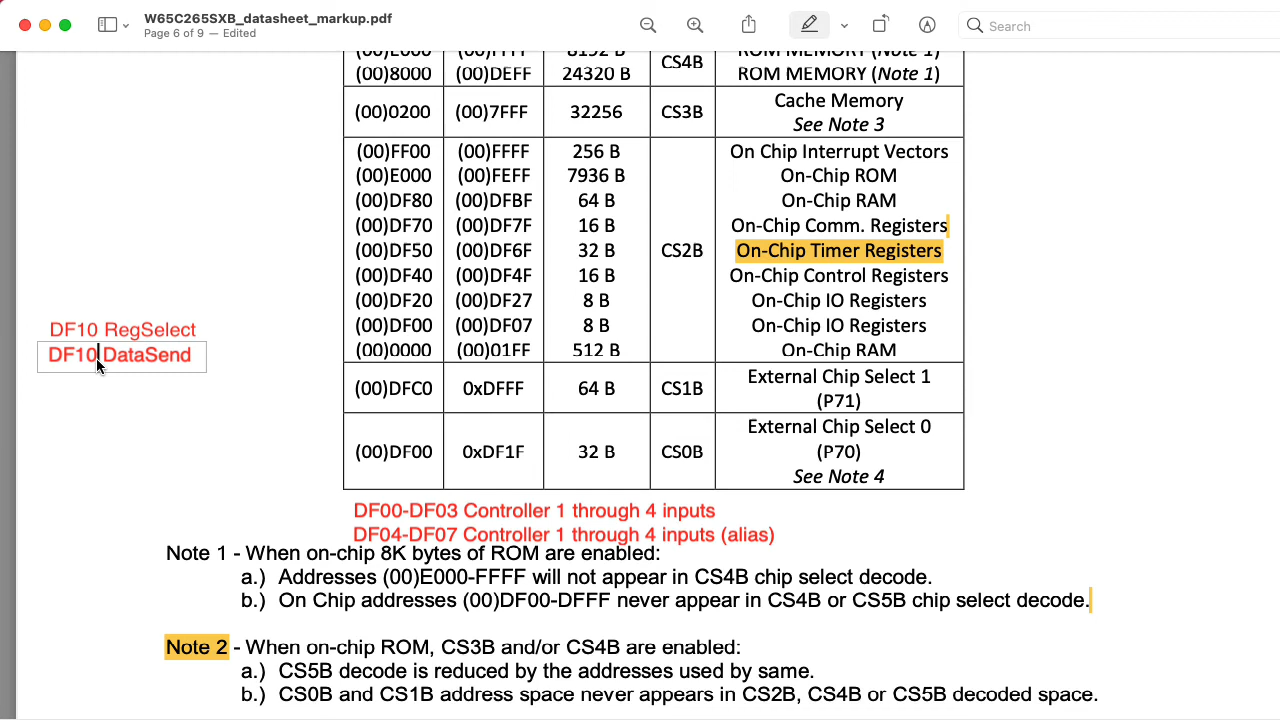 W65C265SXB_datasheet_markup.pdf
Page 6 of 9 — Edited
Search
(00)E000 (00)FFFF 8192 B ROM MEMORY (Note 1)
CS4B
(00)8000 (00)DEFF 24320 B ROM MEMORY (Note 1)
(00)0200 (00)7FFF 32256 CS3B Cache Memory
See Note 3
(00)FF00 (00)FFFF 256 B On Chip Interrupt Vectors
(00)E000 (00)FEFF 7936 B On-Chip ROM
(00)DF80 (00)DFBF 64 B On-Chip RAM
(00)DF70 (00)DF7F 16 B On-Chip Comm. Registers
(00)DF50 (00)DF6F 32 B CS2B On-Chip Timer Registers
(00)DF40 (00)DF4F 16 B On-Chip Control Registers
(00)DF20 (00)DF27 8 B On-Chip IO Registers
(00)DF00 (00)DF07 8 B On-Chip IO Registers
(00)0000 (00)01FF 512 B On-Chip RAM
DF10 RegSelect
DF10 DataSend
(00)DFC0 0xDFFF 64 B CS1B External Chip Select 1
(P71)
(00)DF00 0xDF1F 32 B CS0B External Chip Select 0
(P70)
See Note 4
DF00-DF03 Controller 1 through 4 inputs
DF04-DF07 Controller 1 through 4 inputs (alias)
Note 1 - When on-chip 8K bytes of ROM are enabled:
a.) Addresses (00)E000-FFFF will not appear in CS4B chip select decode.
b.) On Chip addresses (00)DF00-DFFF never appear in CS4B or CS5B chip select decode.
Note 2 - When on-chip ROM, CS3B and/or CS4B are enabled:
a.) CS5B decode is reduced by the addresses used by same.
b.) CS0B and CS1B address space never appears in CS2B, CS4B or CS5B decoded space.